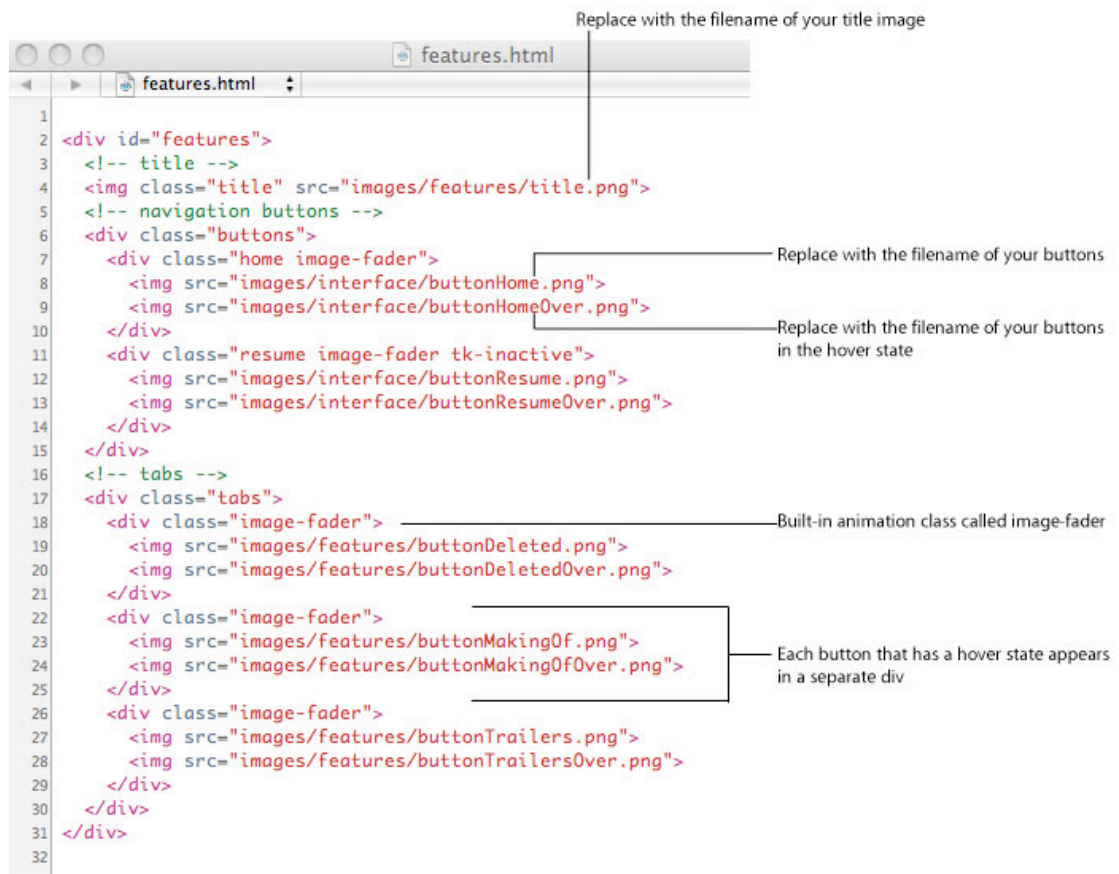 Replace with the filename of your title image
features.html
features.html
1
2 <div id="features">
3 <!-- title -->
4 <img class="title" src="images/features/title.png">
5 <!-- navigation buttons -->
6 <div class="buttons">
7 <div class="home image-fader">
Replace with the filename of your buttons
8 <img src="images/interface/buttonHome.png">
9 <img src="images/interface/buttonHomeOver.png">
10 </div>
Replace with the filename of your buttons
in the hover state
11 <div class="resume image-fader tk-inactive">
12 <img src="images/interface/buttonResume.png">
13 <img src="images/interface/buttonResumeOver.png">
14 </div>
15 </div>
16 <!-- tabs -->
17 <div class="tabs">
18 <div class="image-fader">
Built-in animation class called image-fader
19 <img src="images/features/buttonDeleted.png">
20 <img src="images/features/buttonDeletedOver.png">
21 </div>
22 <div class="image-fader">
23 <img src="images/features/buttonMakingOf.png">
24 <img src="images/features/buttonMakingOfOver.png">
Each button that has a hover state appears
in a separate div
25 </div>
26 <div class="image-fader">
27 <img src="images/features/buttonTrailers.png">
28 <img src="images/features/buttonTrailersOver.png">
29 </div>
30 </div>
31 </div>
32